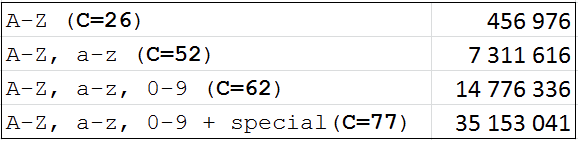 A-Z (C=26) 456 976
A-Z, a-z (C=52) 7 311 616
A-Z, a-z, 0-9 (C=62) 14 776 336
A-Z, a-z, 0-9 + special(C=77) 35 153 041